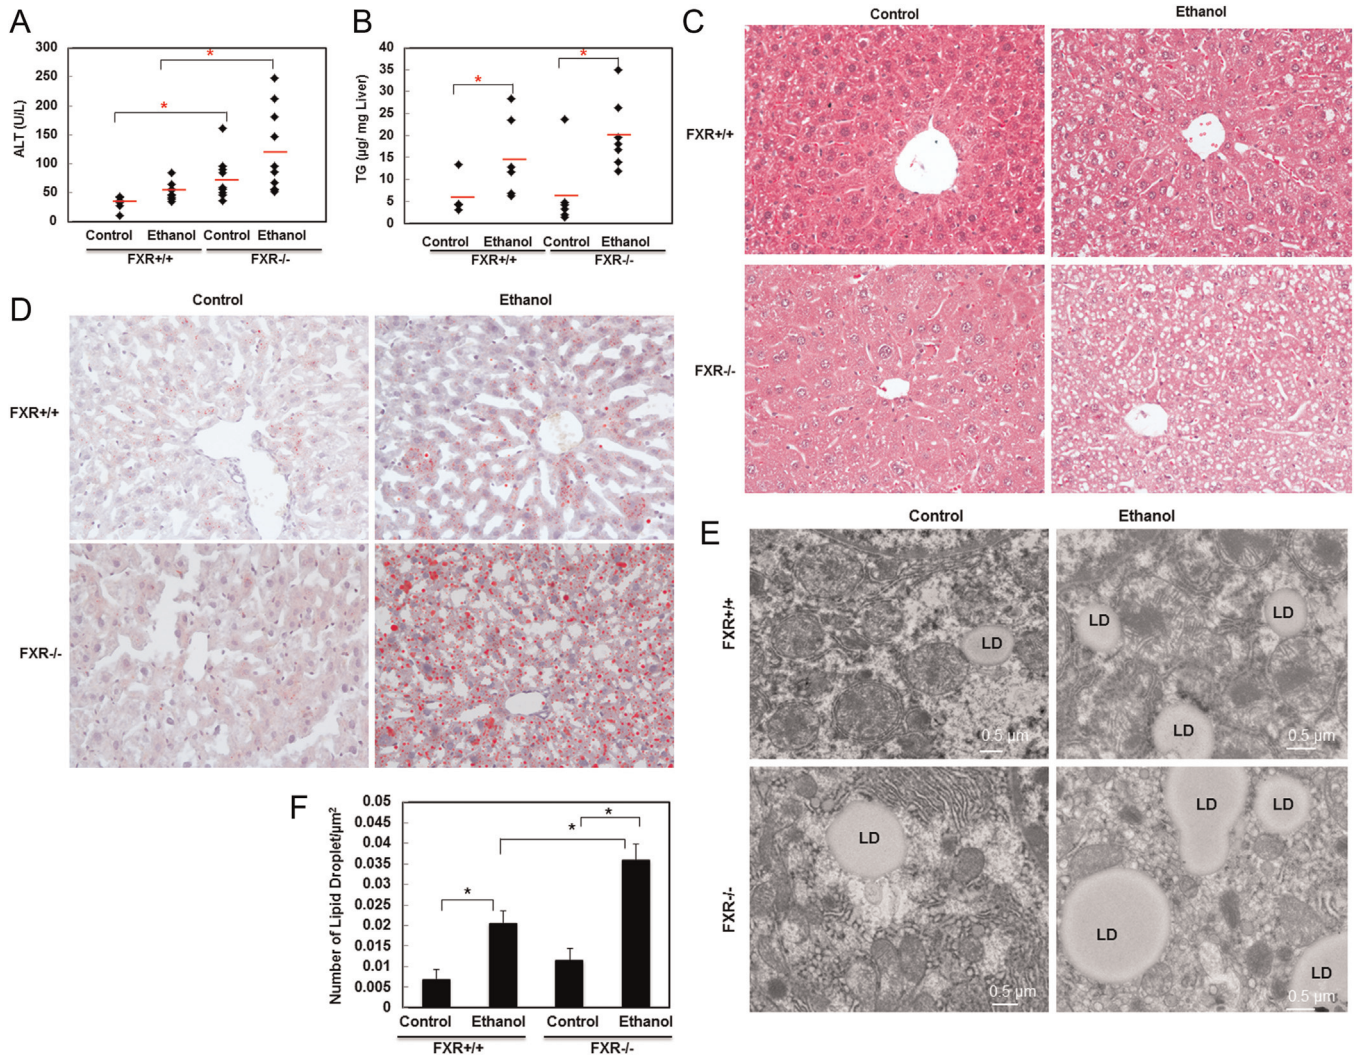 A
ALT (U/L)
300
250
200
150
100
50
0
*
*
Control Ethanol Control Ethanol
FXR+/+ FXR-/-
B
TG (µg/ mg Liver)
40
35
30
25
20
15
10
5
0
*
*
Control Ethanol Control Ethanol
FXR+/+ FXR-/-
C
Control Ethanol
FXR+/+
FXR-/-
D
Control Ethanol
FXR+/+
FXR-/-
E
Control Ethanol
FXR+/+
LD
0.5 µm
LD
LD
LD
0.5 µm
FXR-/-
LD
0.5 µm
LD
LD
LD
LD
0.5 µm
F
Number of Lipid Droplet/µm²
0.05
0.045
0.04
0.035
0.03
0.025
0.02
0.015
0.01
0.005
0
*
*
*
Control Ethanol Control Ethanol
FXR+/+ FXR-/-